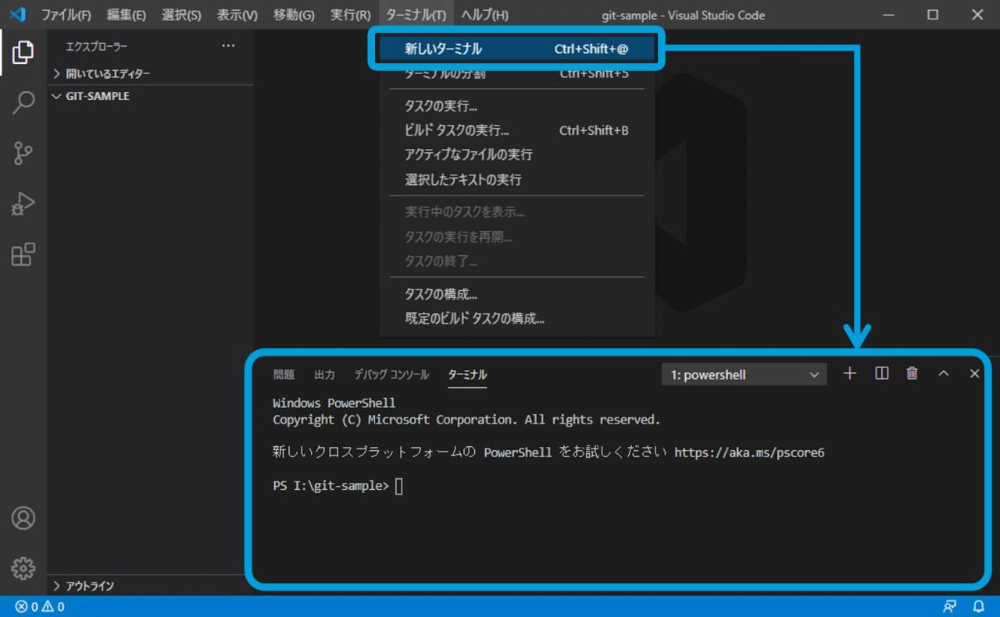 ファイル(F) 編集(E) 選択(S) 表示(V) 移動(G) 実行(R) ターミナル(T) ヘルプ(H) git-sample - Visual Studio Code
エクスプローラー
開いているエディター
GIT-SAMPLE
アウトライン
新しいターミナル Ctrl+Shift+@
ターミナルの分割 Ctrl+Shift+5
タスクの実行...
ビルド タスクの実行... Ctrl+Shift+B
アクティブなファイルの実行
選択したテキストの実行
実行中のタスクを表示...
タスクの実行を再開...
タスクの終了...
タスクの構成...
既定のビルド タスクの構成...
問題 出力 デバッグ コンソール ターミナル 1: powershell
Windows PowerShell
Copyright (C) Microsoft Corporation. All rights reserved.
新しいクロスプラットフォームの PowerShell をお試しください https://aka.ms/pscore6
PS I:\git-sample>
0 0